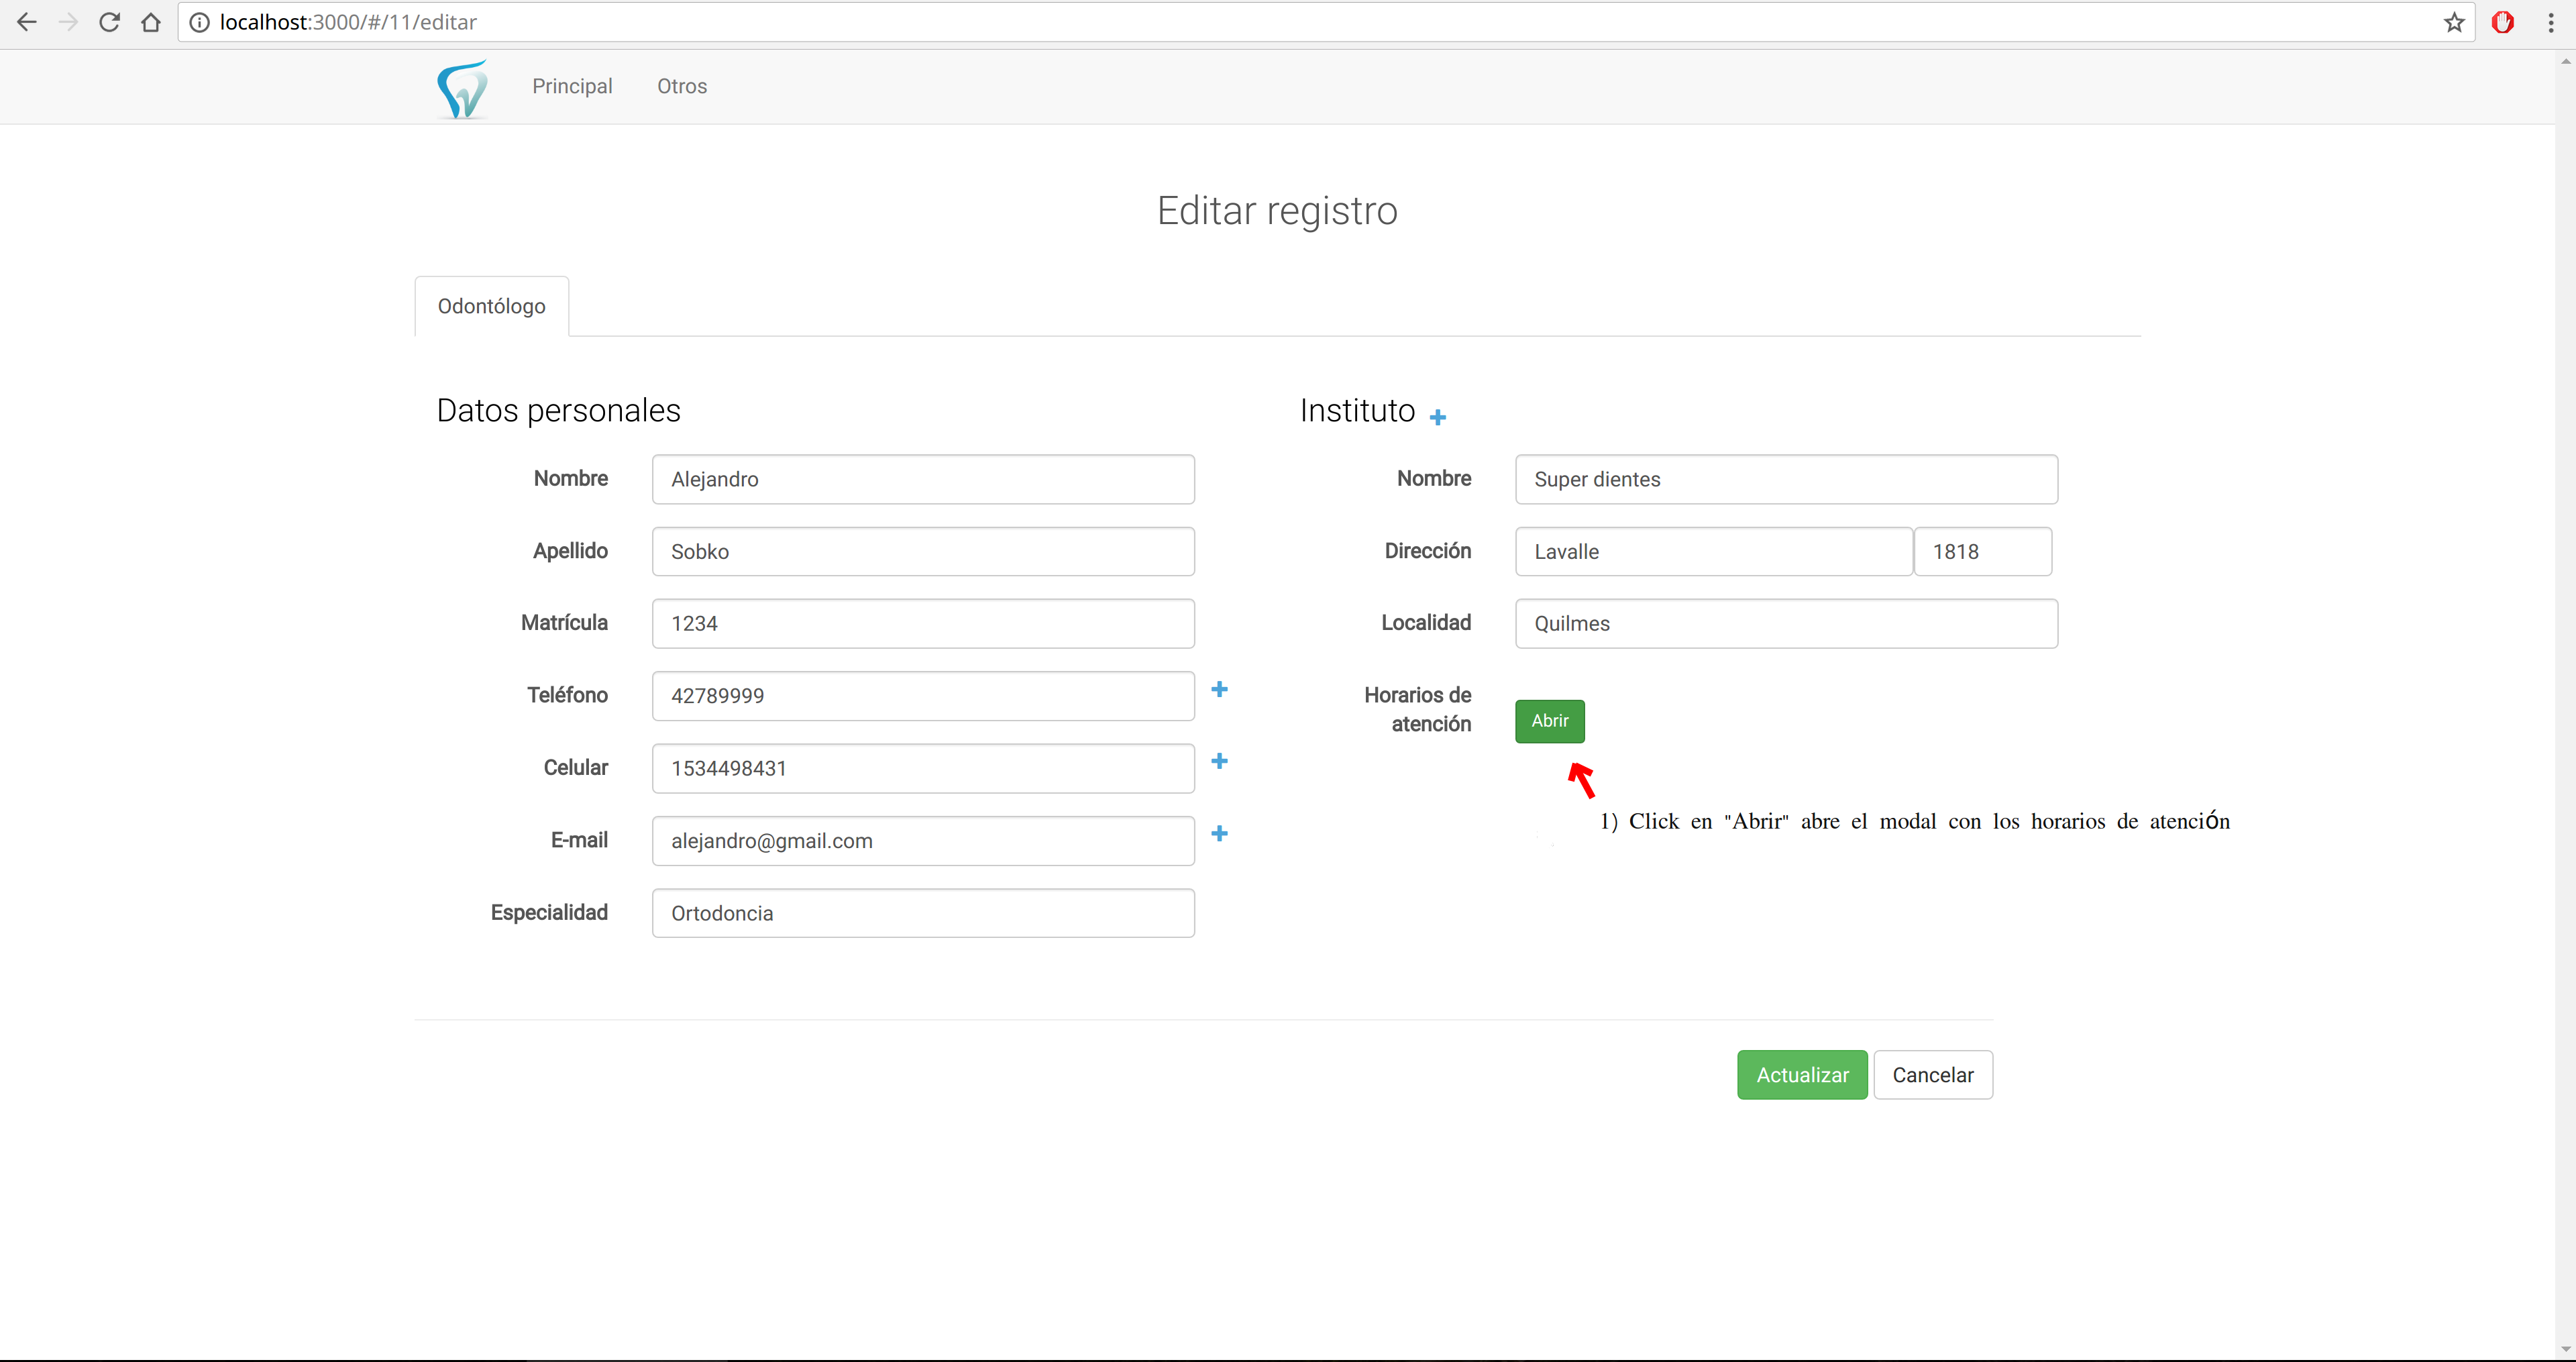 localhost:3000/#/11/editar
Principal Otros
Editar registro
Odontólogo
Datos personales
Nombre Alejandro
Apellido Sobko
Matrícula 1234
Teléfono 42789999
Celular 1534498431
E-mail alejandro@gmail.com
Especialidad Ortodoncia
Instituto
Nombre Super dientes
Dirección Lavalle 1818
Localidad Quilmes
Horarios de
atención Abrir
1) Click en "Abrir" abre el modal con los horarios de atención
Actualizar Cancelar